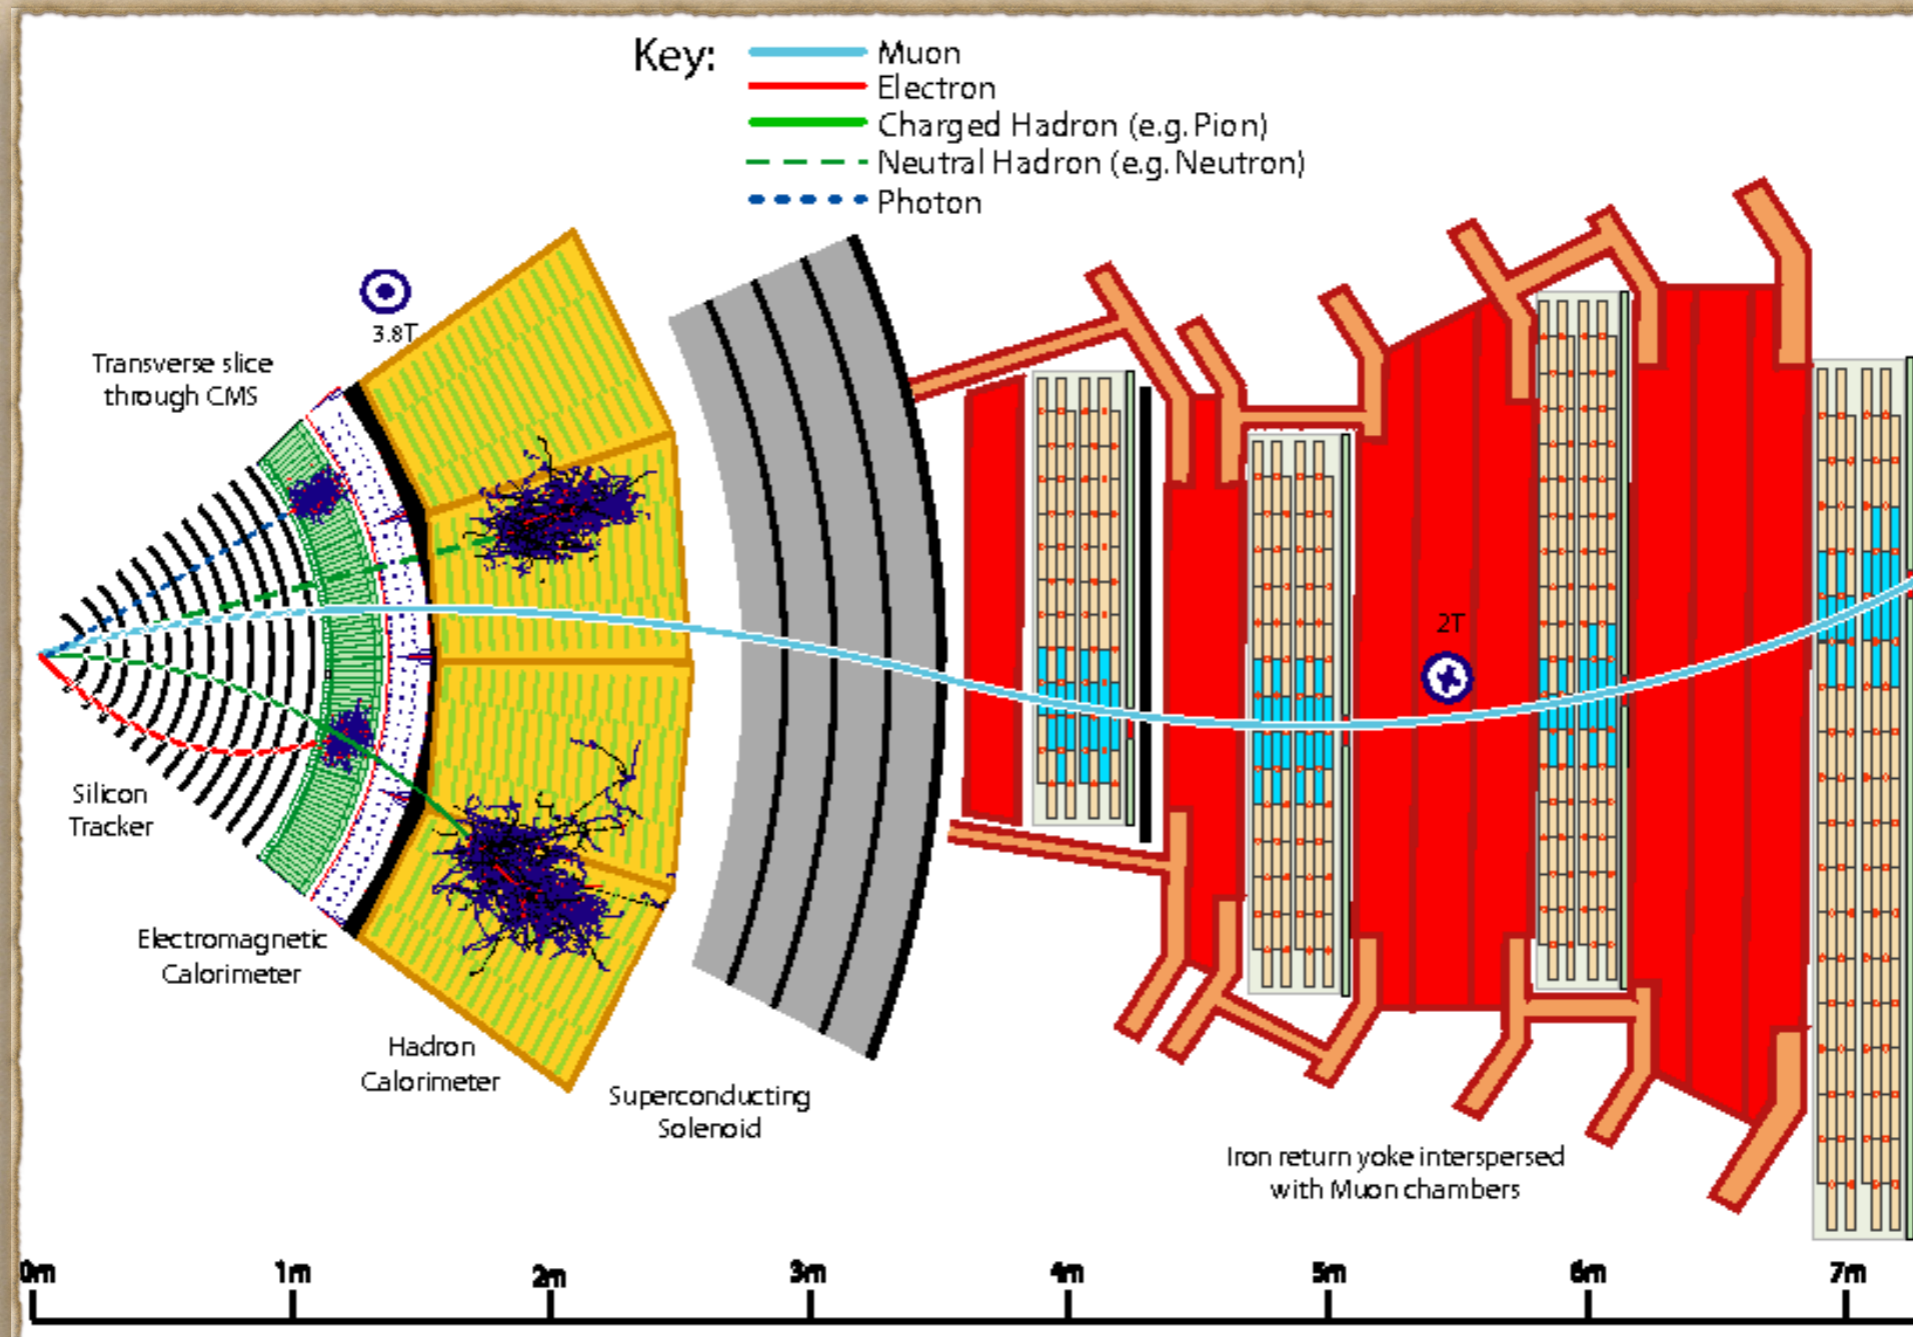 Key:
Muon
Electron
Charged Hadron (e.g. Pion)
Neutral Hadron (e.g. Neutron)
Photon
3.8T
Transverse slice
through CMS
2T
Silicon
Tracker
Electromagnetic
Calorimeter
Hadron
Calorimeter
Superconducting
Solenoid
Iron return yoke interspersed
with Muon chambers
0m 1m 2m 3m 4m 5m 6m 7m